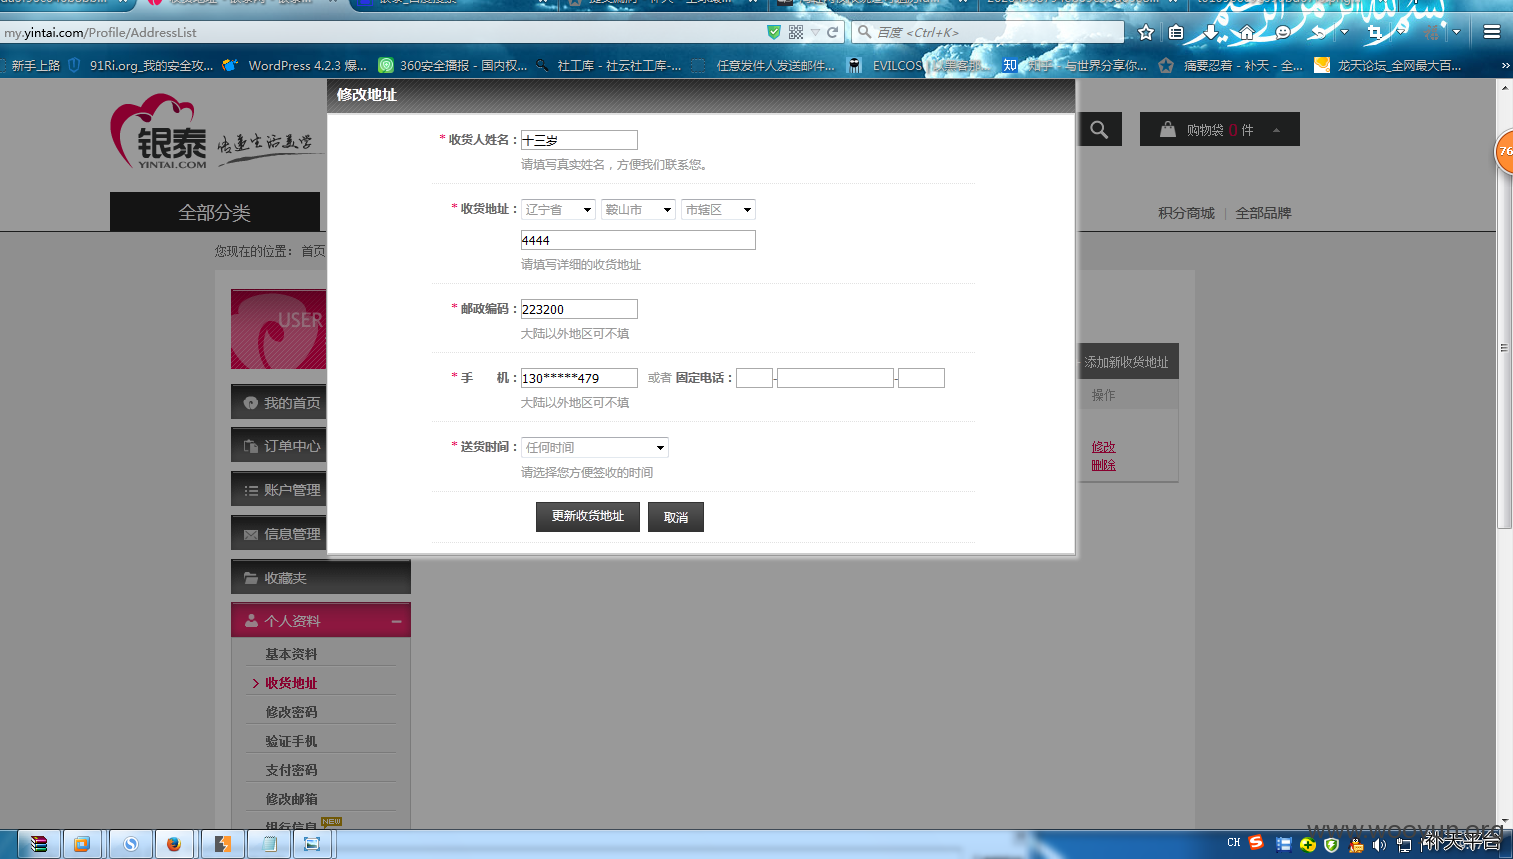 my.yintai.com/Profile/AddressList
百度 <Ctrl+K>
新手上路
91Ri.org_我的安全攻...
WordPress 4.2.3 爆...
360安全播报 - 国内权...
社工库 - 社云社工库-...
任意发件人发送邮件...
EVILCOS
知
与世界分享你...
痛要忍着 - 补天 - 全...
龙天论坛_全网最大百...
»
修改地址
银泰
YINTAI.COM
传递生活美学
购物袋 0 件
76
全部分类
积分商城 | 全部品牌
您现在的位置： 首页
* 收货人姓名：十三岁
请填写真实姓名，方便我们联系您。
* 收货地址： 辽宁省 鞍山市 市辖区
4444
请填写详细的收货地址
* 邮政编码：223200
大陆以外地区可不填
* 手 机：130*****479 或者 固定电话： - -
大陆以外地区可不填
* 送货时间： 任何时间
请选择您方便签收的时间
更新收货地址 取消
添加新收货地址
操作
修改
删除
USER
我的首页
订单中心
账户管理
信息管理
收藏夹
个人资料
基本资料
> 收货地址
修改密码
验证手机
支付密码
修改邮箱
银行信息 NEW
CH
www.wooyun.org
补天平台